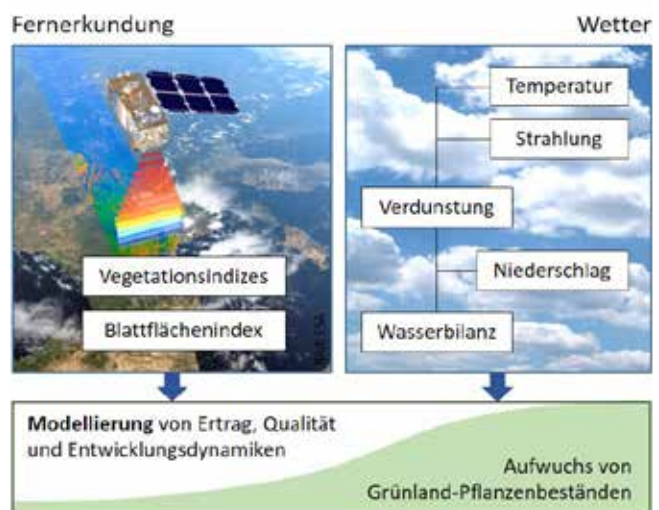 Fernerkundung
Wetter
Vegetationsindizes
Blattflächenindex
Temperatur
Strahlung
Verdunstung
Niederschlag
Wasserbilanz
Modellierung von Ertrag, Qualität
und Entwicklungsdynamiken
Aufwuchs von
Grünland-Pflanzenbeständen